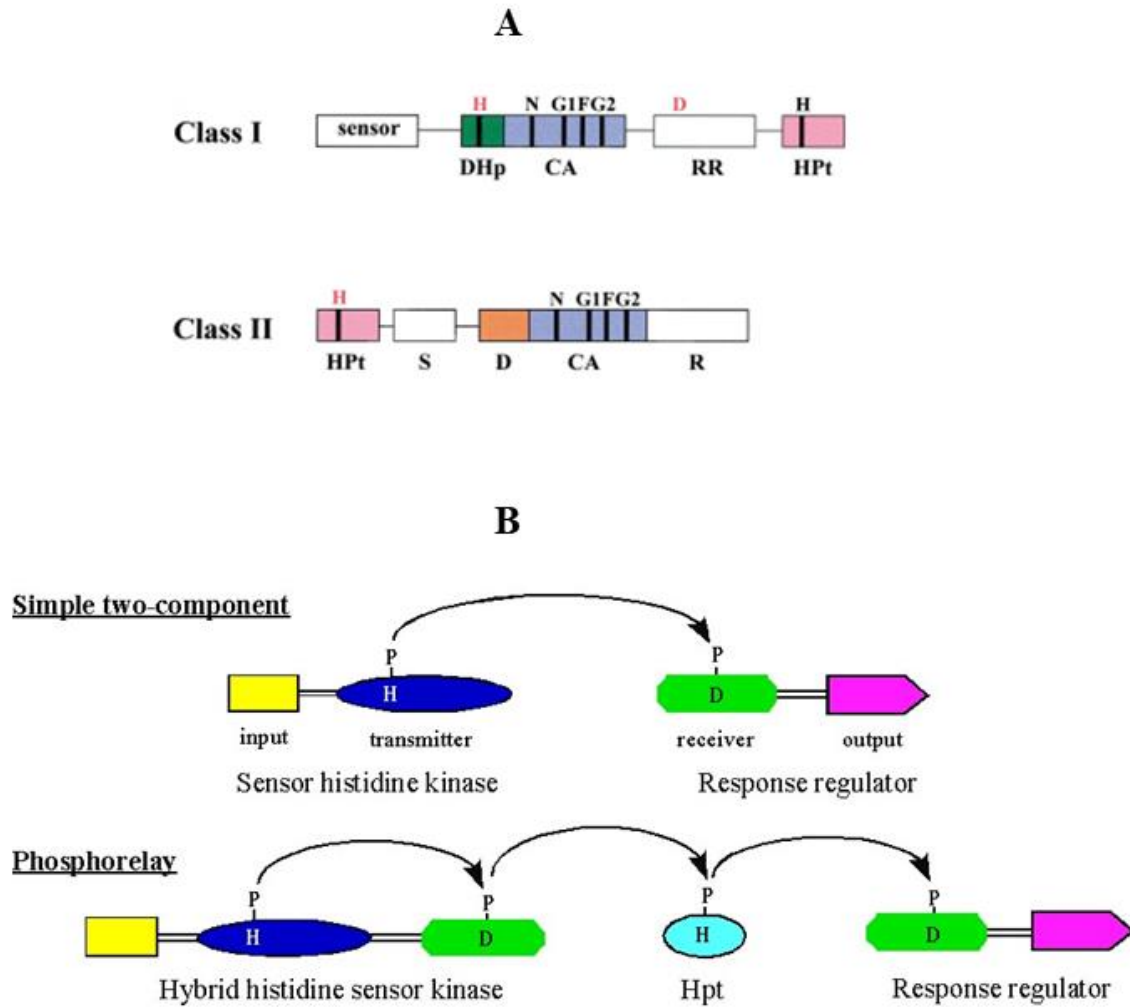 A
H N G1FG2 D H
Class I sensor
DHp CA RR HPt
H N G1FG2
Class II
HPt S D CA R
B
Simple two-component
P P
H D
input transmitter receiver output
Sensor histidine kinase Response regulator
Phosphorelay
P P P P
H D H D
Hybrid histidine sensor kinase Hpt Response regulator